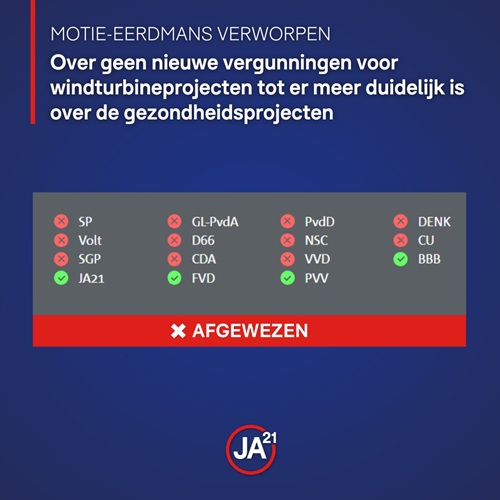 MOTIE-EERDMANS VERWORPEN
Over geen nieuwe vergunningen voor
windturbineprojecten tot er meer duidelijk is
over de gezondheidsprojecten
SP GL-PvdA PvdD DENK
Volt D66 NSC CU
SGP CDA VVD BBB
JA21 FVD PVV
AFGEWEZEN
JA21